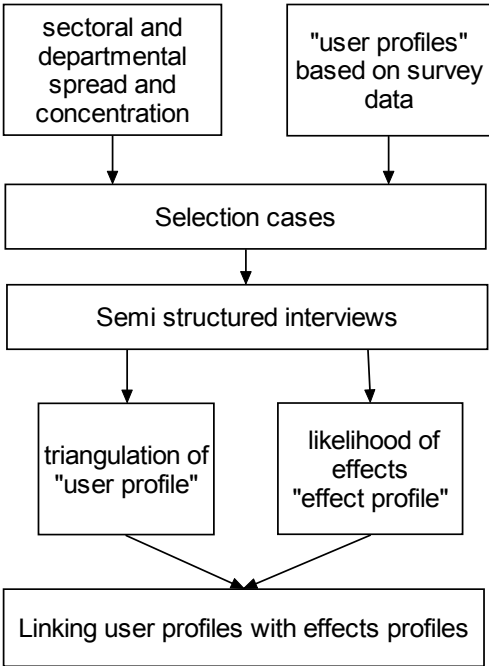 sectoral and
departmental
spread and
concentration
"user profiles"
based on survey
data
Selection cases
Semi structured interviews
triangulation of
"user profile"
likelihood of
effects
"effect profile"
Linking user profiles with effects profiles